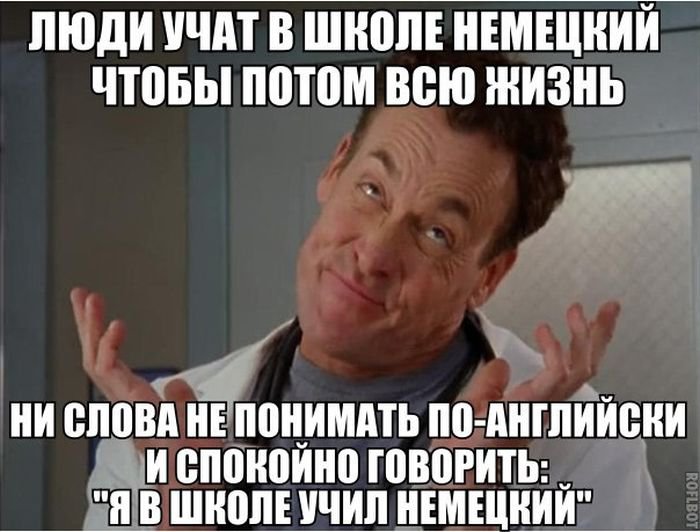 ЛЮДИ УЧАТ В ШКОЛЕ НЕМЕЦКИЙ
ЧТОБЫ ПОТОМ ВСЮ ЖИЗНЬ
НИ СЛОВА НЕ ПОНИМАТЬ ПО-АНГЛИЙСКИ
И СПОКОЙНО ГОВОРИТЬ:
"Я В ШКОЛЕ УЧИЛ НЕМЕЦКИЙ"